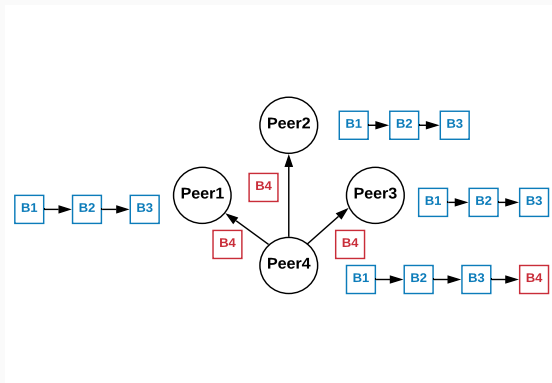 Peer2
B1 B2 B3
B4
Peer1
Peer3
B1 B2 B3
B1 B2 B3
B4
B4
Peer4
B1 B2 B3 B4